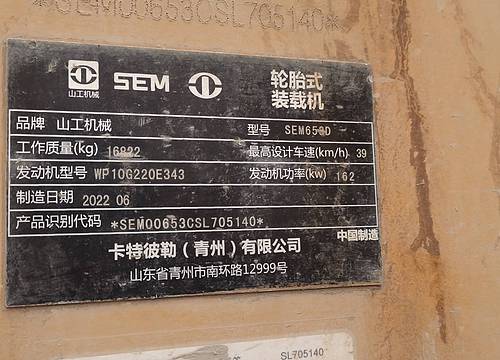 *SEM00653CSL705140*
山工机械 SEM 轮胎式
装载机
品牌 山工机械 型号 SEM653D
工作质量(kg) 16822 最高设计车速(km/h) 39
发动机型号 WP10G220E343 发动机功率(kw) 162
制造日期 2022 06
产品识别代码 *SEM00653CSL705140*
中国制造
卡特彼勒（青州）有限公司
山东省青州市南环路12999号
SL705140